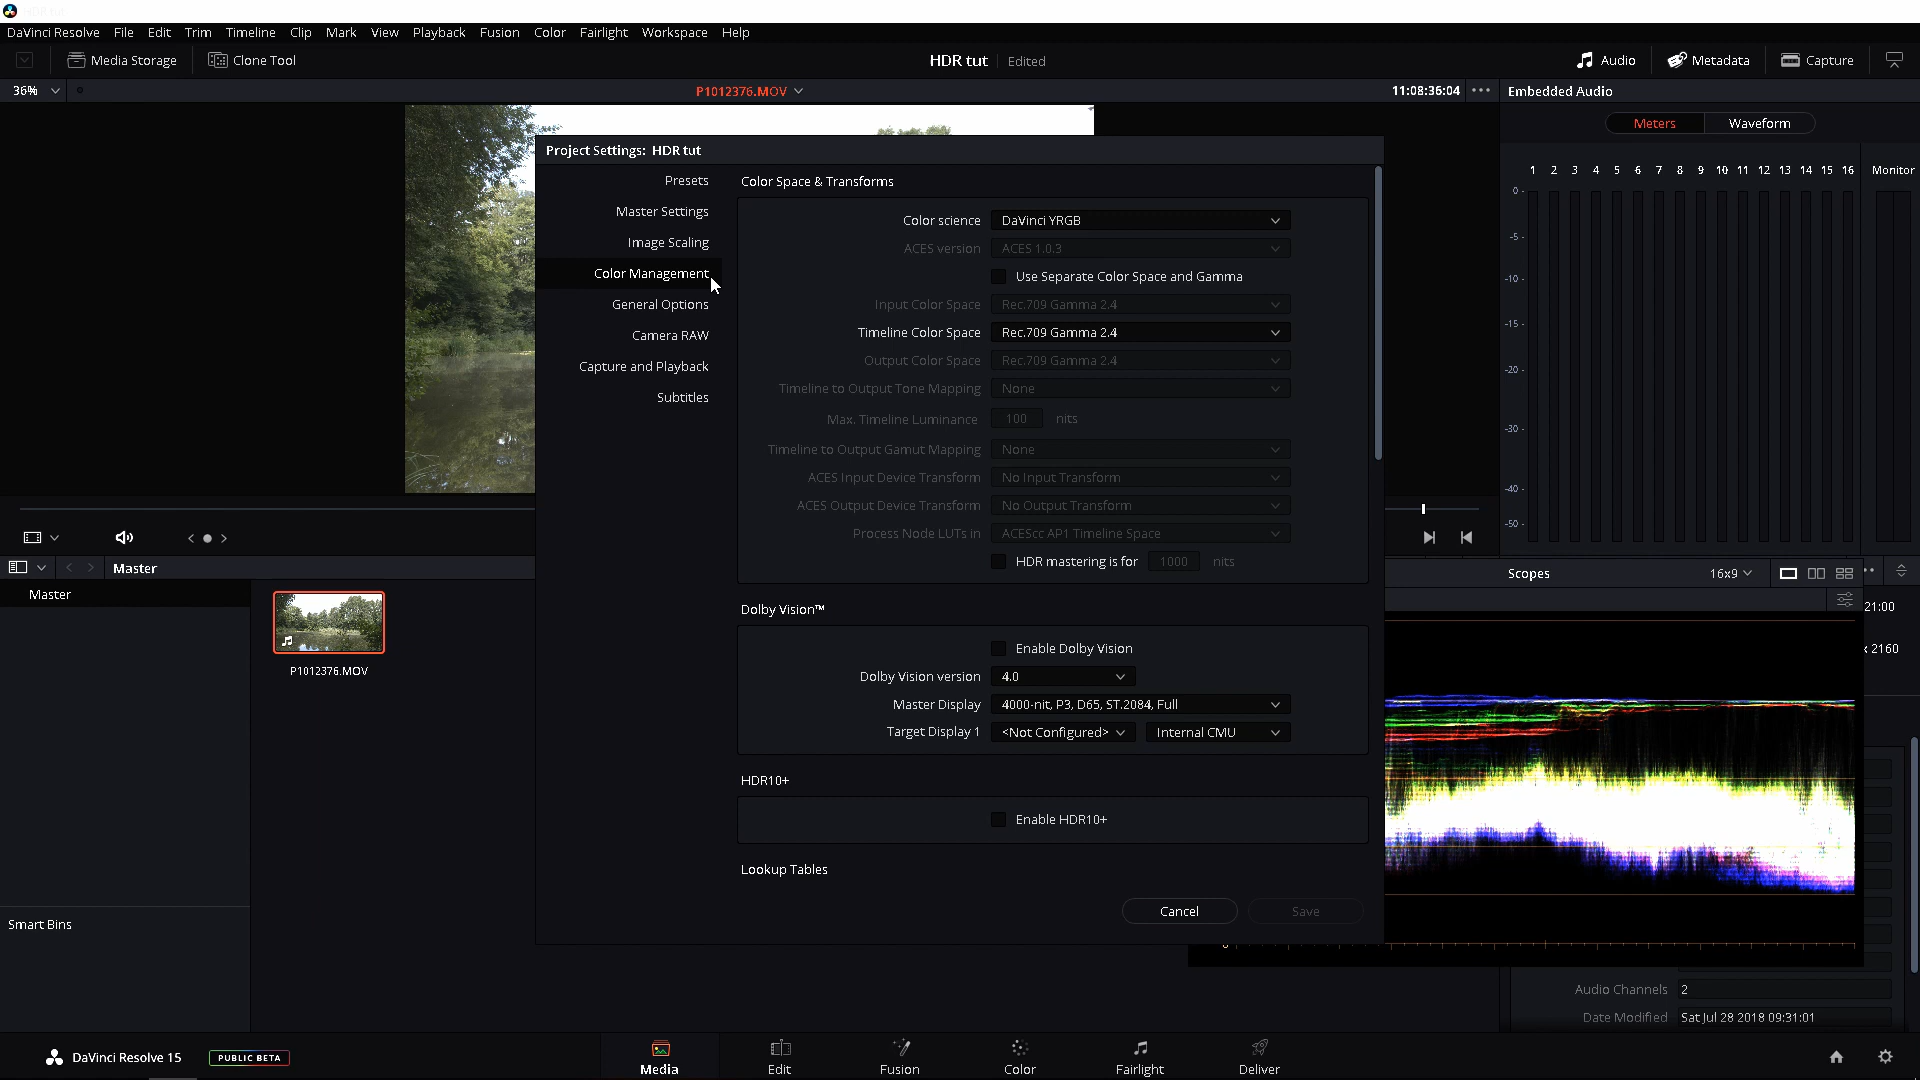 DaVinci Resolve File Edit Trim Timeline Clip Mark View Playback Fusion Color Fairlight Workspace Help
Media Storage Clone Tool HDR tut Edited Audio Metadata Capture
36% P1012376.MOV 11:08:36:04 ••• Embedded Audio
Meters Waveform
1 2 3 4 5 6 7 8 9 10 11 12 13 14 15 16 Monitor
0 -
-5 -
-10 -
-15 -
-20 -
-30 -
-40 -
-50 -
Project Settings: HDR tut
Presets
Master Settings
Image Scaling
Color Management
General Options
Camera RAW
Capture and Playback
Subtitles
Color Space & Transforms
Color science DaVinci YRGB
ACES version ACES 1.0.3
Use Separate Color Space and Gamma
Input Color Space Rec.709 Gamma 2.4
Timeline Color Space Rec.709 Gamma 2.4
Output Color Space Rec.709 Gamma 2.4
Timeline to Output Tone Mapping None
Max. Timeline Luminance 100 nits
Timeline to Output Gamut Mapping None
ACES Input Device Transform No Input Transform
ACES Output Device Transform No Output Transform
Process Node LUTs in ACEScc AP1 Timeline Space
HDR mastering is for 1000 nits
Dolby Vision™
Enable Dolby Vision
Dolby Vision version 4.0
Master Display 4000-nit, P3, D65, ST.2084, Full
Target Display 1 <Not Configured> Internal CMU
HDR10+
Enable HDR10+
Lookup Tables
Cancel Save
Master
Master
P1012376.MOV
Smart Bins
Scopes 16x9
21:00
x 2160
0
Audio Channels 2
Date Modified Sat Jul 28 2018 09:31:01
DaVinci Resolve 15 PUBLIC BETA
Media Edit Fusion Color Fairlight Deliver